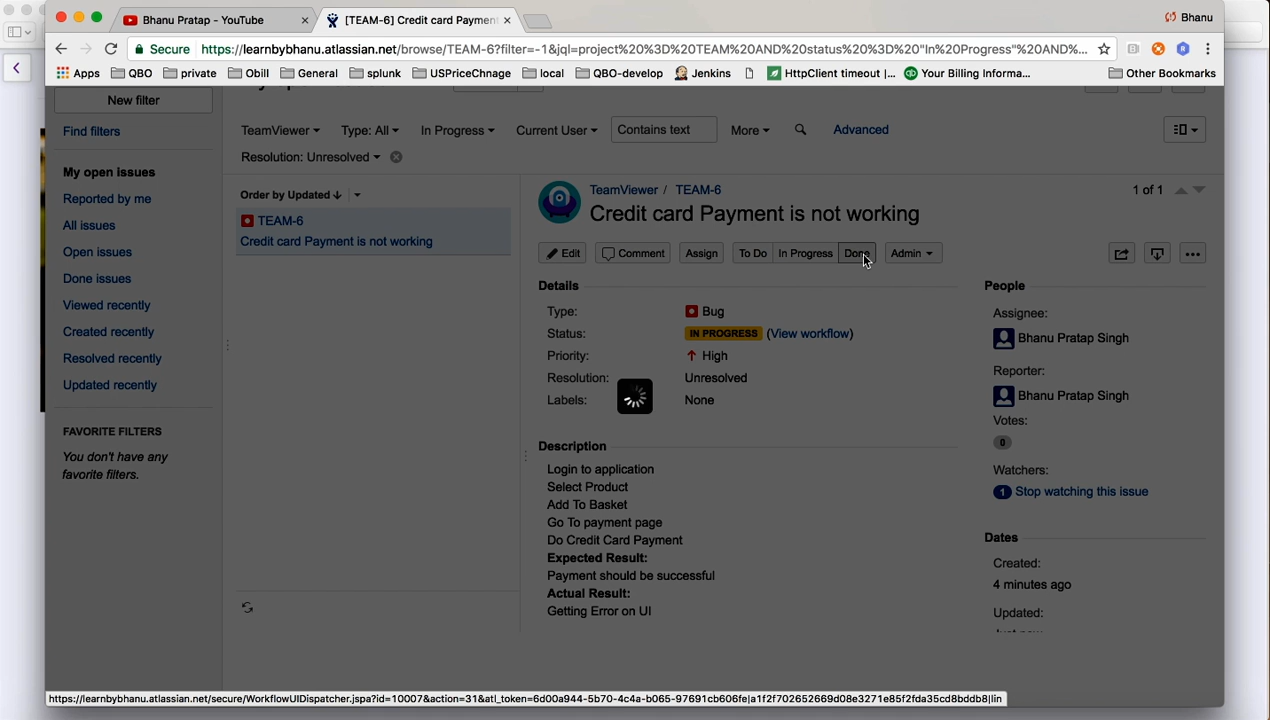 Bhanu Pratap - YouTube
[TEAM-6] Credit card Payment
Bhanu
Secure
https://learnbybhanu.atlassian.net/browse/TEAM-6?filter=-1&jql=project%20%3D%20TEAM%20AND%20status%20%3D%20"In%20Progress"%20AND%...
Apps QBO private Obill General splunk USPriceChnage local QBO-develop Jenkins HttpClient timeout |... Your Billing Informa... Other Bookmarks
New filter
Find filters
My open issues
Reported by me
All issues
Open issues
Done issues
Viewed recently
Created recently
Resolved recently
Updated recently
FAVORITE FILTERS
You don't have any
favorite filters.
TeamViewer Type: All In Progress Current User Contains text More Advanced
Resolution: Unresolved
Order by Updated
TEAM-6
Credit card Payment is not working
TeamViewer / TEAM-6
1 of 1
Credit card Payment is not working
Edit Comment Assign To Do In Progress Done Admin
Details
Type: Bug
Status: IN PROGRESS (View workflow)
Priority: High
Resolution: Unresolved
Labels: None
Description
Login to application
Select Product
Add To Basket
Go To payment page
Do Credit Card Payment
Expected Result:
Payment should be successful
Actual Result:
Getting Error on UI
People
Assignee:
Bhanu Pratap Singh
Reporter:
Bhanu Pratap Singh
Votes:
0
Watchers:
1 Stop watching this issue
Dates
Created:
4 minutes ago
Updated:
https://learnbybhanu.atlassian.net/secure/WorkflowUIDispatcher.jspa?id=10007&action=31&atl_token=6d00a944-5b70-4c4a-b065-97691cb606fe|a1f2f702652669d08e3271e85f2fda35cd8bddb8|lin